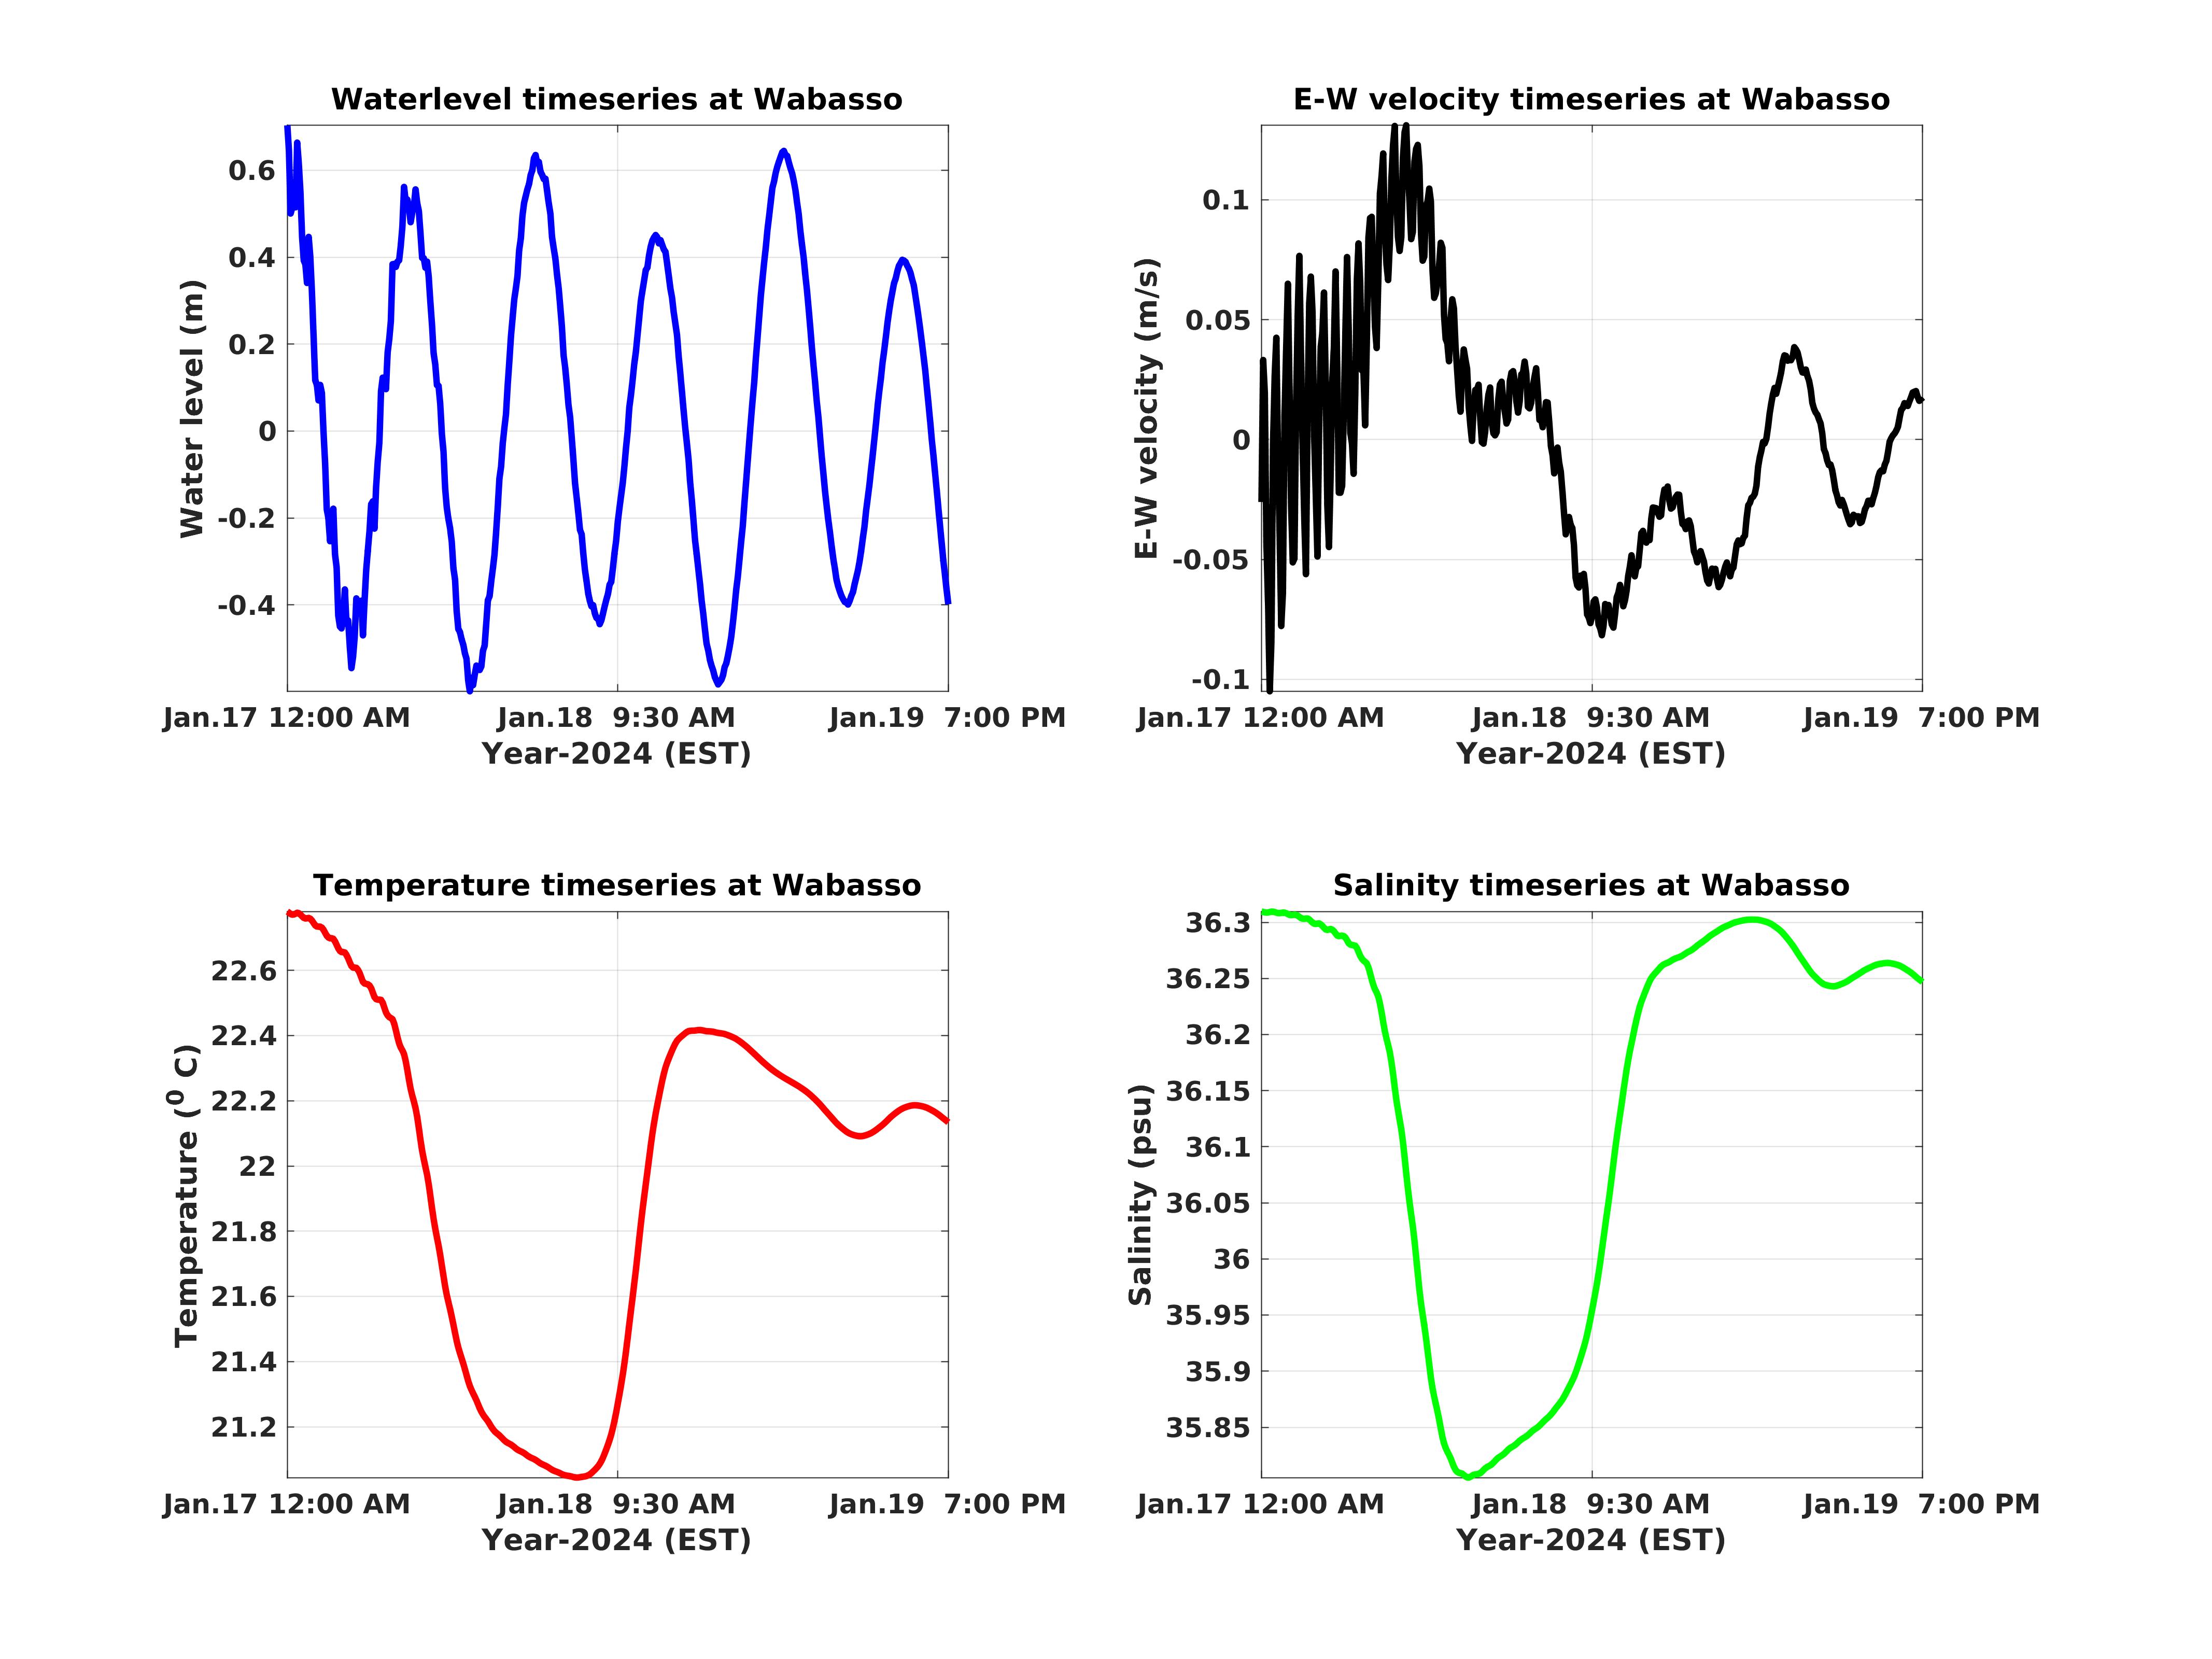 Waterlevel timeseries at Wabasso
Water level (m)
0.6
0.4
0.2
0
-0.2
-0.4
Jan.17 12:00 AM Jan.18 9:30 AM Jan.19 7:00 PM
Year-2024 (EST)
E-W velocity timeseries at Wabasso
E-W velocity (m/s)
0.1
0.05
0
-0.05
-0.1
Jan.17 12:00 AM Jan.18 9:30 AM Jan.19 7:00 PM
Year-2024 (EST)
Temperature timeseries at Wabasso
Temperature (⁰ C)
22.6
22.4
22.2
22
21.8
21.6
21.4
21.2
Jan.17 12:00 AM Jan.18 9:30 AM Jan.19 7:00 PM
Year-2024 (EST)
Salinity timeseries at Wabasso
Salinity (psu)
36.3
36.25
36.2
36.15
36.1
36.05
36
35.95
35.9
35.85
Jan.17 12:00 AM Jan.18 9:30 AM Jan.19 7:00 PM
Year-2024 (EST)